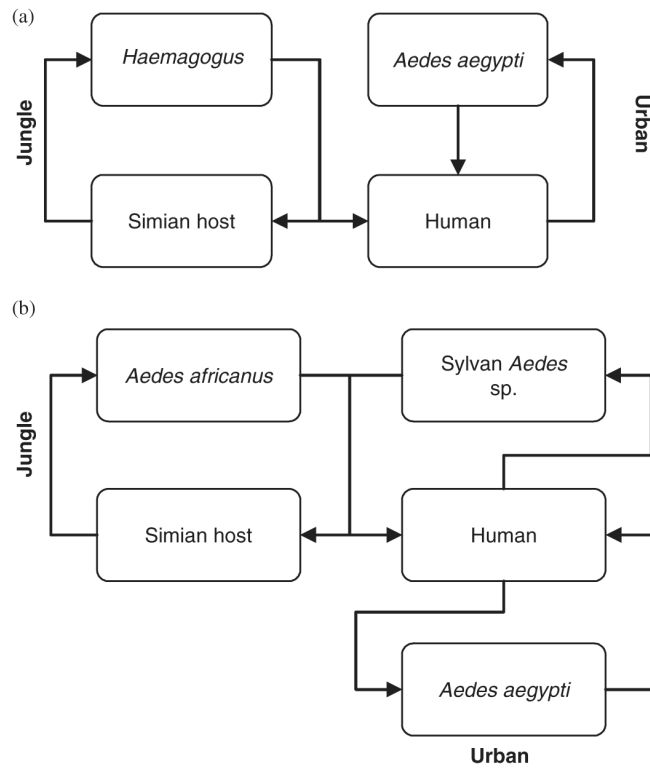 (a)
Haemagogus
Aedes aegypti
Jungle
Urban
Simian host
Human
(b)
Aedes africanus
Sylvan Aedes
sp.
Jungle
Simian host
Human
Aedes aegypti
Urban